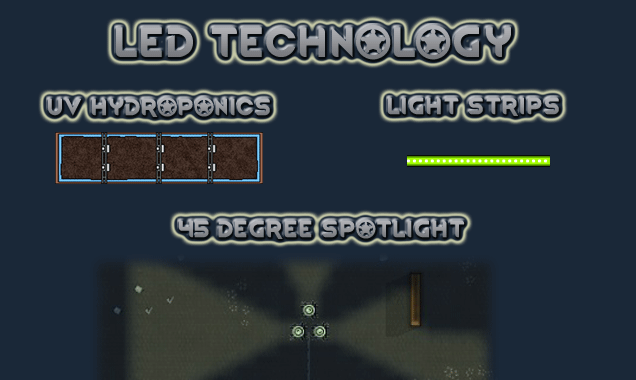 LED TECHNOLOGY
UV HYDROPONICS
LIGHT STRIPS
45 DEGREE SPOTLIGHT